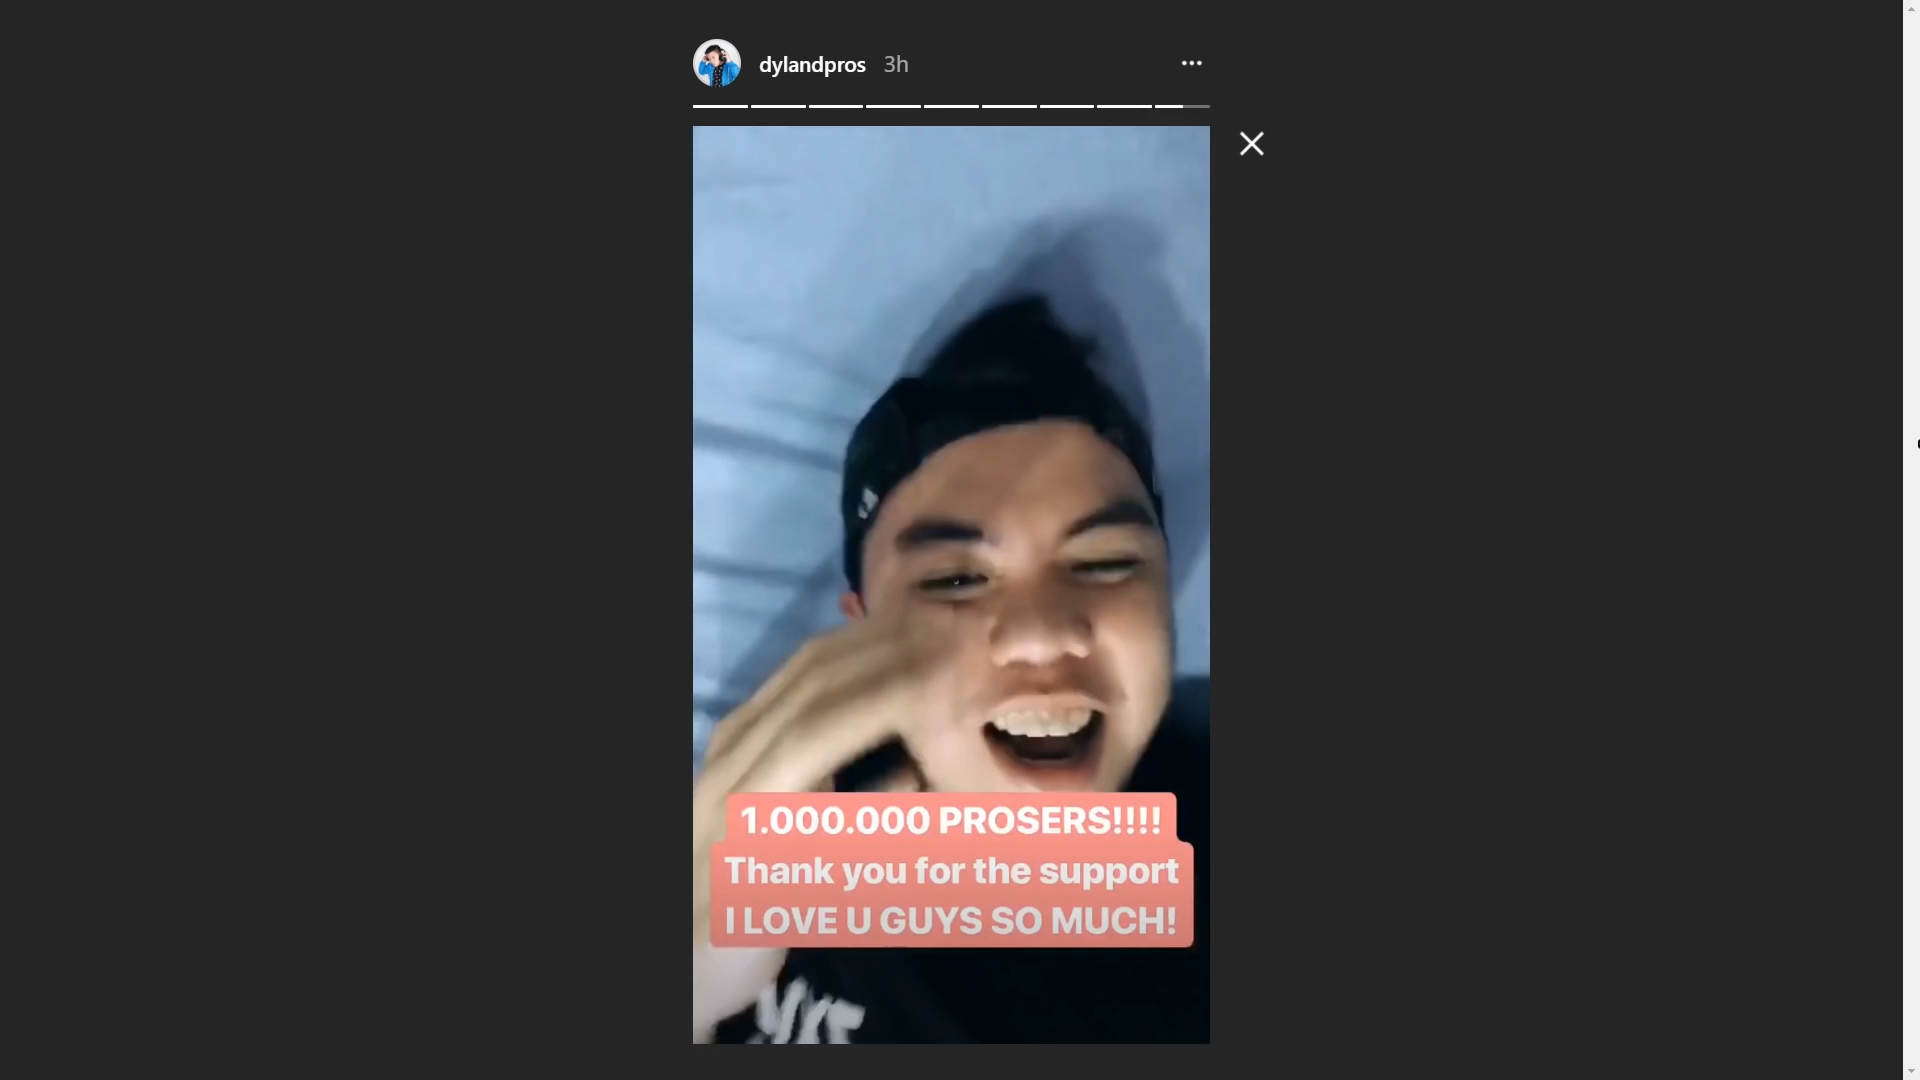 dylandpros 3h
1.000.000 PROSERS!!!!
Thank you for the support
I LOVE U GUYS SO MUCH!